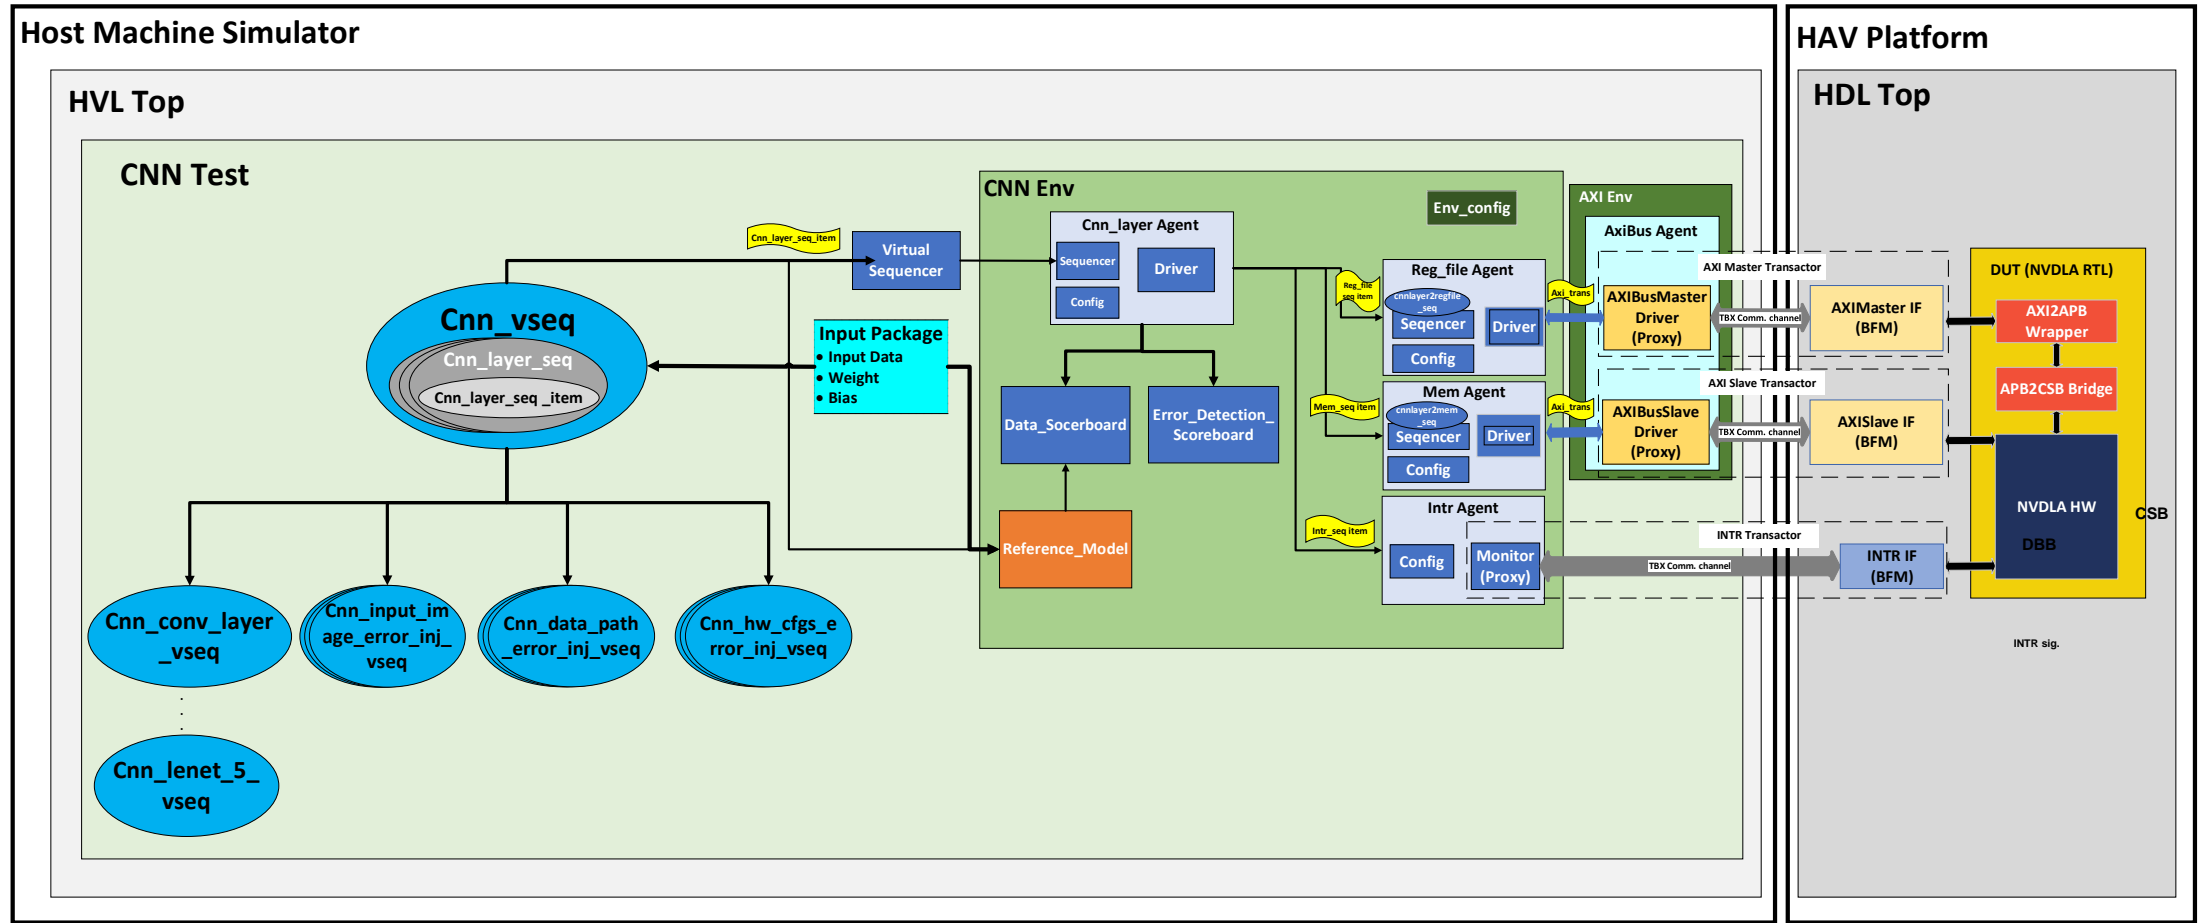 Host Machine Simulator
HAV Platform
HVL Top
HDL Top
CNN Test
CNN Env
Env_config
AXI Env
Cnn_layer Agent
Sequencer
Driver
Config
AxiBus Agent
Cnn_layer_seq_item
Virtual
Sequencer
Cnn_vseq
Cnn_layer_seq
Cnn_layer_seq _item
Input Package
• Input Data
• Weight
• Bias
Reg_file
seq item
Reg_file Agent
cnnlayer2regfile
_seq
Seqencer
Driver
Config
Axi_trans
AXI Master Transactor
AXIBusMaster
Driver
(Proxy)
TBX Comm. channel
AXIMaster IF
(BFM)
DUT (NVDLA RTL)
AXI2APB
Wrapper
APB2CSB Bridge
Mem_seq item
Mem Agent
cnnlayer2mem
_seq
Seqencer
Driver
Config
Axi_trans
AXI Slave Transactor
AXIBusSlave
Driver
(Proxy)
TBX Comm. channel
AXISlave IF
(BFM)
NVDLA HW
CSB
DBB
Data_Socerboard
Error_Detection_
Scoreboard
Reference_Model
Intr_seq item
Intr Agent
Config
Monitor
(Proxy)
INTR Transactor
TBX Comm. channel
INTR IF
(BFM)
INTR sig.
Cnn_conv_layer
_vseq
Cnn_input_im
age_error_inj_
vseq
Cnn_data_path
_error_inj_vseq
Cnn_hw_cfgs_e
rror_inj_vseq
Cnn_lenet_5_
vseq